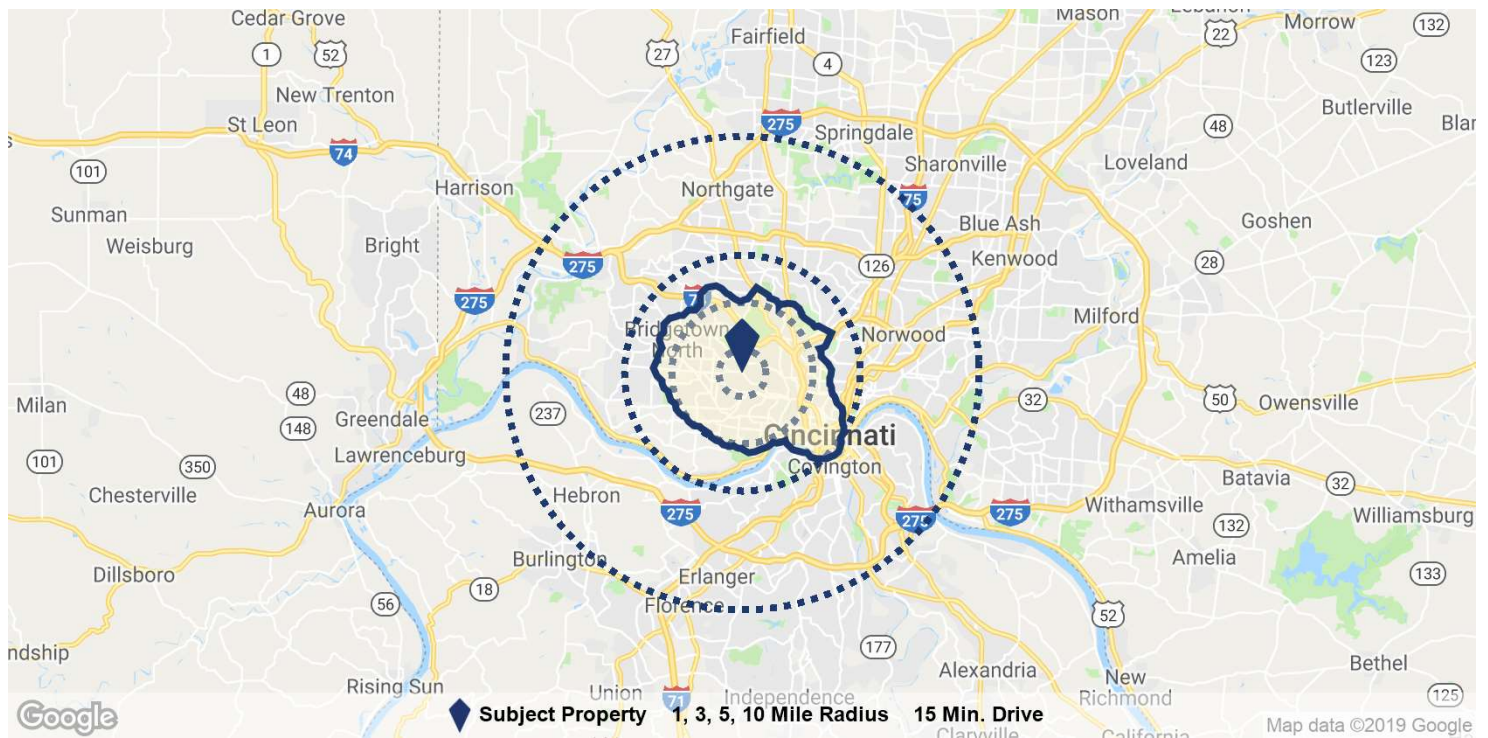 Cedar Grove
Mason
Lebanon
Morrow
132
1
52
27
Fairfield
4
22
123
New Trenton
Butlerville
St Leon
275
Springdale
48
Blar
74
101
Sharonville
Loveland
Harrison
Northgate
75
Sunman
Blue Ash
Goshen
Weisburg
Bright
275
126
Kenwood
28
275
Milford
Bridgetown
North
Norwood
48
50
Milan
237
32
Owensville
Greendale
148
Cincinnati
101
350
Lawrenceburg
Covington
Batavia
32
Chesterville
Hebron
Withamsville
Aurora
275
275
275
132
Williamsburg
Burlington
Amelia
Dillsboro
18
Erlanger
133
56
Florence
52
ndship
177
Bethel
Alexandria
Rising Sun
Union
71
Independence
New
Richmond
125
Google
Subject Property 1, 3, 5, 10 Mile Radius 15 Min. Drive
Claryville
California
Map data ©2019 Google